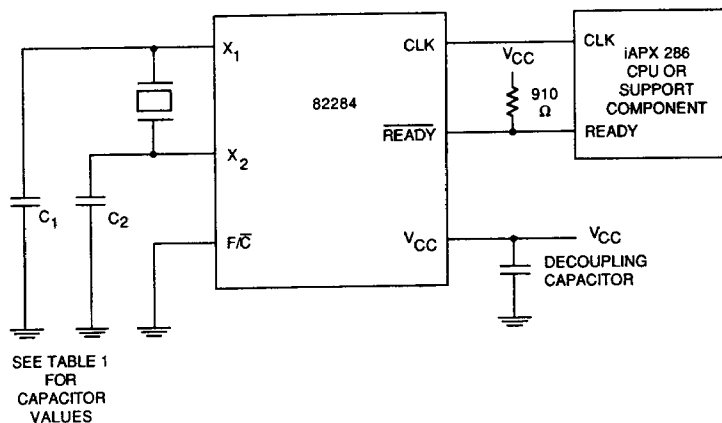 X1
X2
F/C̅
82284
CLK
R̅E̅A̅D̅Y̅
VCC
VCC
910
Ω
CLK
iAPX 286
CPU OR
SUPPORT
COMPONENT
READY
VCC
DECOUPLING
CAPACITOR
C1
C2
SEE TABLE 1
FOR
CAPACITOR
VALUES